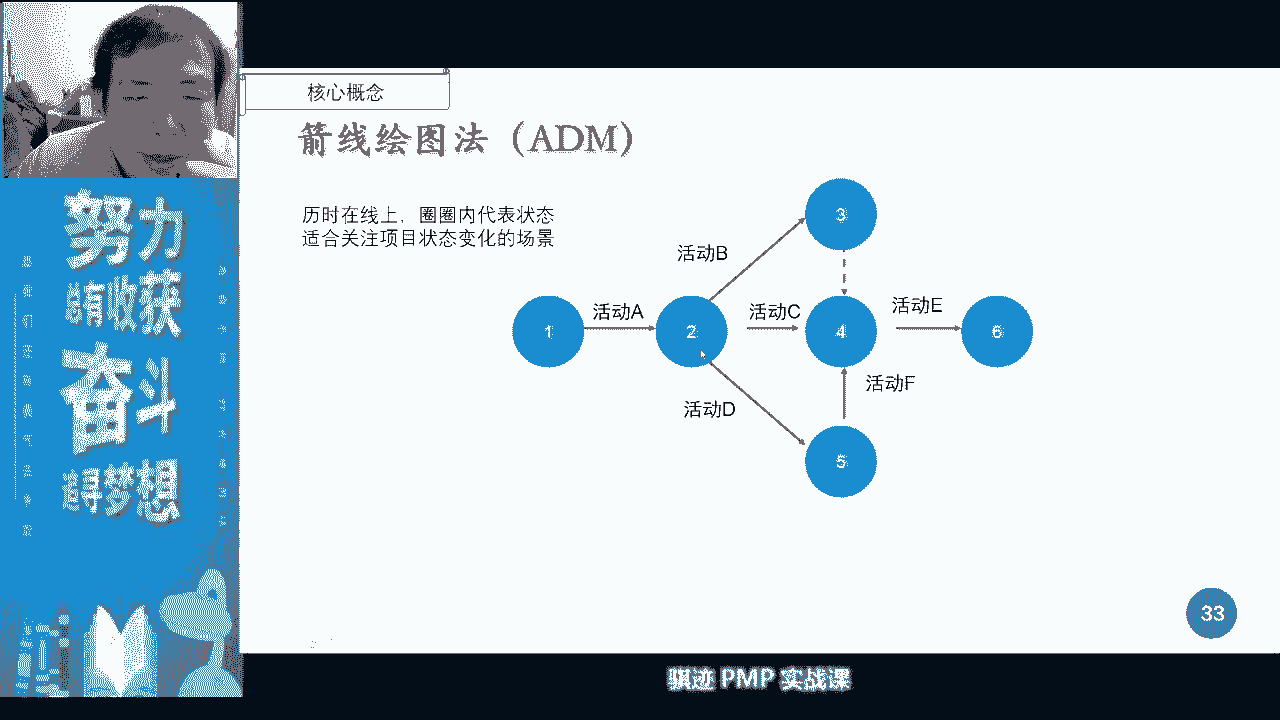 核心概念
箭线绘图法（ADM）
历时在线上，圈圈内代表状态
适合关注项目状态变化的场景
3
活动B
1
活动A
2
活动C
4
活动E
6
活动D
活动F
5
33
努力
总有收获
奋斗
追寻梦想
骐迹 PMP 实战课